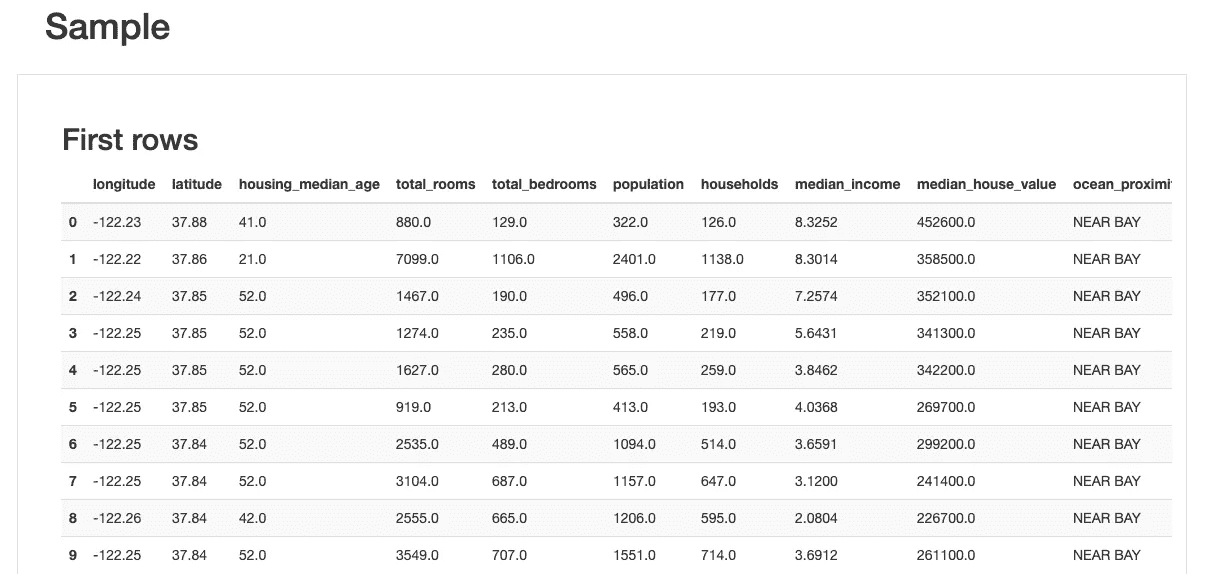 Sample
First rows
longitude latitude housing_median_age total_rooms total_bedrooms population households median_income median_house_value ocean_proximi
0 -122.23 37.88 41.0 880.0 129.0 322.0 126.0 8.3252 452600.0 NEAR BAY
1 -122.22 37.86 21.0 7099.0 1106.0 2401.0 1138.0 8.3014 358500.0 NEAR BAY
2 -122.24 37.85 52.0 1467.0 190.0 496.0 177.0 7.2574 352100.0 NEAR BAY
3 -122.25 37.85 52.0 1274.0 235.0 558.0 219.0 5.6431 341300.0 NEAR BAY
4 -122.25 37.85 52.0 1627.0 280.0 565.0 259.0 3.8462 342200.0 NEAR BAY
5 -122.25 37.85 52.0 919.0 213.0 413.0 193.0 4.0368 269700.0 NEAR BAY
6 -122.25 37.84 52.0 2535.0 489.0 1094.0 514.0 3.6591 299200.0 NEAR BAY
7 -122.25 37.84 52.0 3104.0 687.0 1157.0 647.0 3.1200 241400.0 NEAR BAY
8 -122.26 37.84 42.0 2555.0 665.0 1206.0 595.0 2.0804 226700.0 NEAR BAY
9 -122.25 37.84 52.0 3549.0 707.0 1551.0 714.0 3.6912 261100.0 NEAR BAY